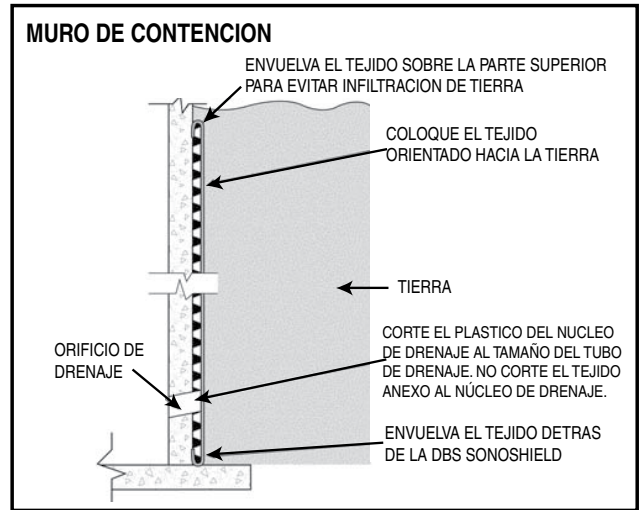 MURO DE CONTENCION
ENVUELVA EL TEJIDO SOBRE LA PARTE SUPERIOR
PARA EVITAR INFILTRACION DE TIERRA
COLOQUE EL TEJIDO
ORIENTADO HACIA LA TIERRA
TIERRA
ORIFICIO DE
DRENAJE
CORTE EL PLASTICO DEL NUCLEO
DE DRENAJE AL TAMAÑO DEL TUBO
DE DRENAJE. NO CORTE EL TEJIDO
ANEXO AL NÚCLEO DE DRENAJE.
ENVUELVA EL TEJIDO DETRAS
DE LA DBS SONOSHIELD